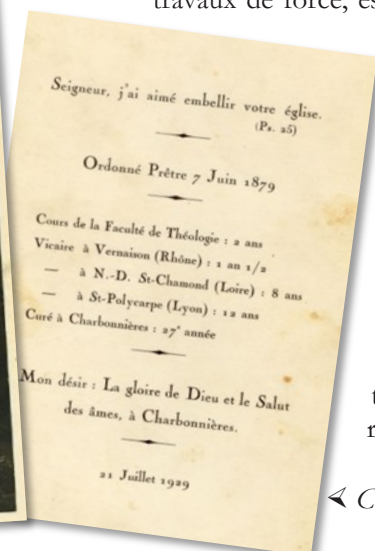 travaux de force, es
Seigneur, j'ai aimé embellir votre église.
(Ps. 25)
Ordonné Prêtre 7 Juin 1879
Cours de la Faculté de Théologie : 2 ans
Vicaire à Vernaison (Rhône) : 1 an 1/2
— à N.-D. St-Chamond (Loire) : 8 ans
— à St-Polycarpe (Lyon) : 12 ans
Curé à Charbonnières : 27ᵉ année
Mon désir : La gloire de Dieu et le Salut
des âmes, à Charbonnières.
21 Juillet 1929
t
r
C